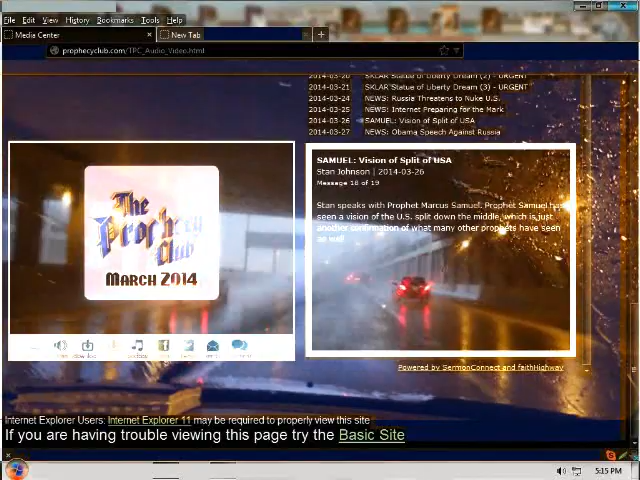 File Edit View History Bookmarks Tools Help
Media Center
New Tab
prophecyclub.com/TPC_Audio_Video.html
2014-03-20 SKLAR Statue of Liberty Dream (2) - URGENT
2014-03-21 SKLAR Statue of Liberty Dream (3) - URGENT
2014-03-24 NEWS: Russia Threatens to Nuke U.S.
2014-03-25 NEWS: Internet Preparing for the Mark
2014-03-26 SAMUEL: Vision of Split of USA
2014-03-27 NEWS: Obama Speech Against Russia
The
Prophecy
Club
MARCH 2014
SAMUEL: Vision of Split of USA
Stan Johnson | 2014-03-26
Message 18 of 19
Stan speaks with Prophet Marcus Samuel. Prophet Samuel has
seen a vision of the U.S. split down the middle, which is just
another confirmation of what many other prophets have seen
as well
Powered by SermonConnect and faithHighway
Internet Explorer Users: Internet Explorer 11 may be required to properly view this site
If you are having trouble viewing this page try the Basic Site
5:15 PM